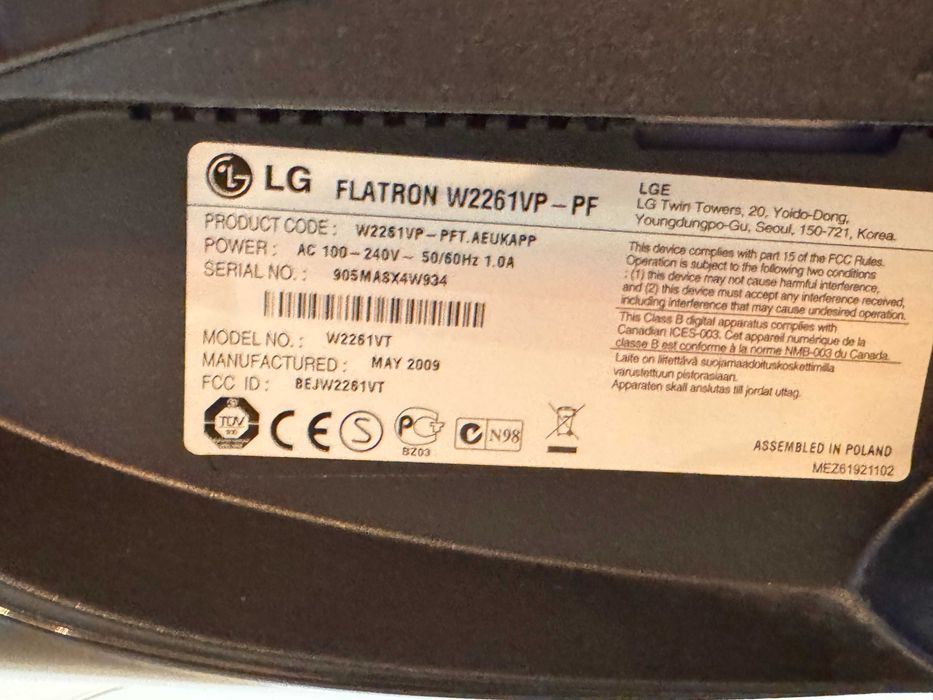 LG FLATRON W2261VP-PF
PRODUCT CODE : W2261VP-PFT.AEUKAPP
POWER : AC 100-240V~ 50/60Hz 1.0A
SERIAL NO. : 905MASX4W934
MODEL NO. : W2261VT
MANUFACTURED : MAY 2009
FCC ID : BEJW2261VT
TÜV
CE
S
BZ03
N98
LGE
LG Twin Towers, 20, Yoido-Dong,
Youngdungpo-Gu, Seoul, 150-721, Korea.
This device complies with part 15 of the FCC Rules.
Operation is subject to the following two conditions
: (1) this device may not cause harmful interference,
and (2) this device must accept any interference received,
including interference that may cause undesired operation.
This Class B digital apparatus complies with
Canadian ICES-003. Cet appareil numérique de la
classe B est conforme à la norme NMB-003 du Canada.
Laite on liitettävä suojamaadoituskoskettimilla
varustettuun pistorasiaan.
Apparaten skall anslutas till jordat uttag.
ASSEMBLED IN POLAND
MEZ61921102